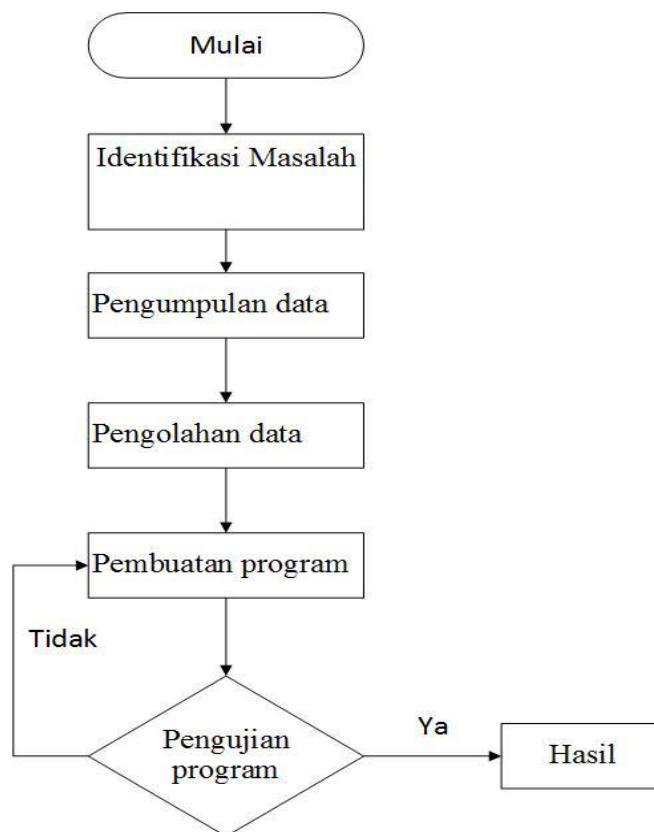 Mulai
Identifikasi Masalah
Pengumpulan data
Pengolahan data
Pembuatan program
Tidak
Pengujian
program
Ya
Hasil